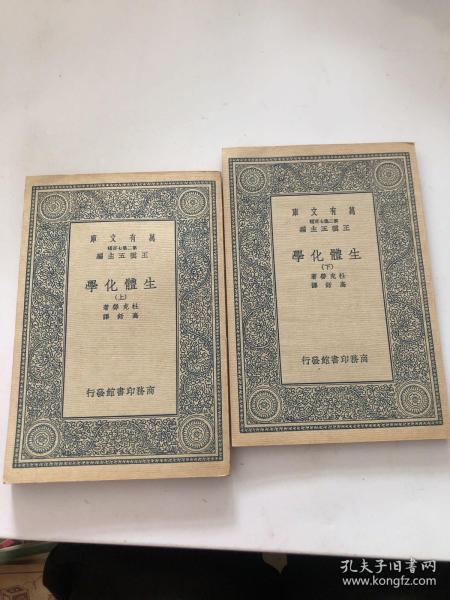 萬有文庫
第二集七百種
王雲五主編
生體化學
(上)
杜克勞著
高銛譯
商務印書館發行
萬有文庫
第二集七百種
王雲五主編
生體化學
(下)
杜克勞著
高銛譯
商務印書館發行
孔夫子旧书网
www.kongfz.com